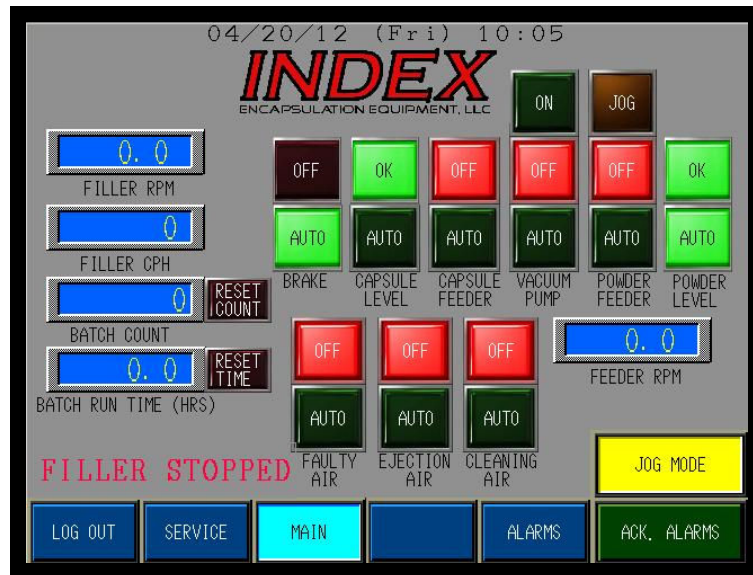 04/20/12 (Fri) 10:05
INDEX
ENCAPSULATION EQUIPMENT, LLC
ON JOG
0.0
FILLER RPM
OFF OK OFF OFF OFF OK
0
FILLER CPH
AUTO AUTO AUTO AUTO AUTO AUTO
BRAKE
CAPSULE
LEVEL
CAPSULE
FEEDER
VACUUM
PUMP
POWDER
FEEDER
POWDER
LEVEL
0
RESET
COUNT
BATCH COUNT
0.0
RESET
TIME
BATCH RUN TIME (HRS)
OFF OFF OFF
0.0
FEEDER RPM
AUTO AUTO AUTO
FAULTY
AIR
EJECTION
AIR
CLEANING
AIR
FILLER STOPPED
JOG MODE
LOG OUT SERVICE MAIN ALARMS ACK. ALARMS